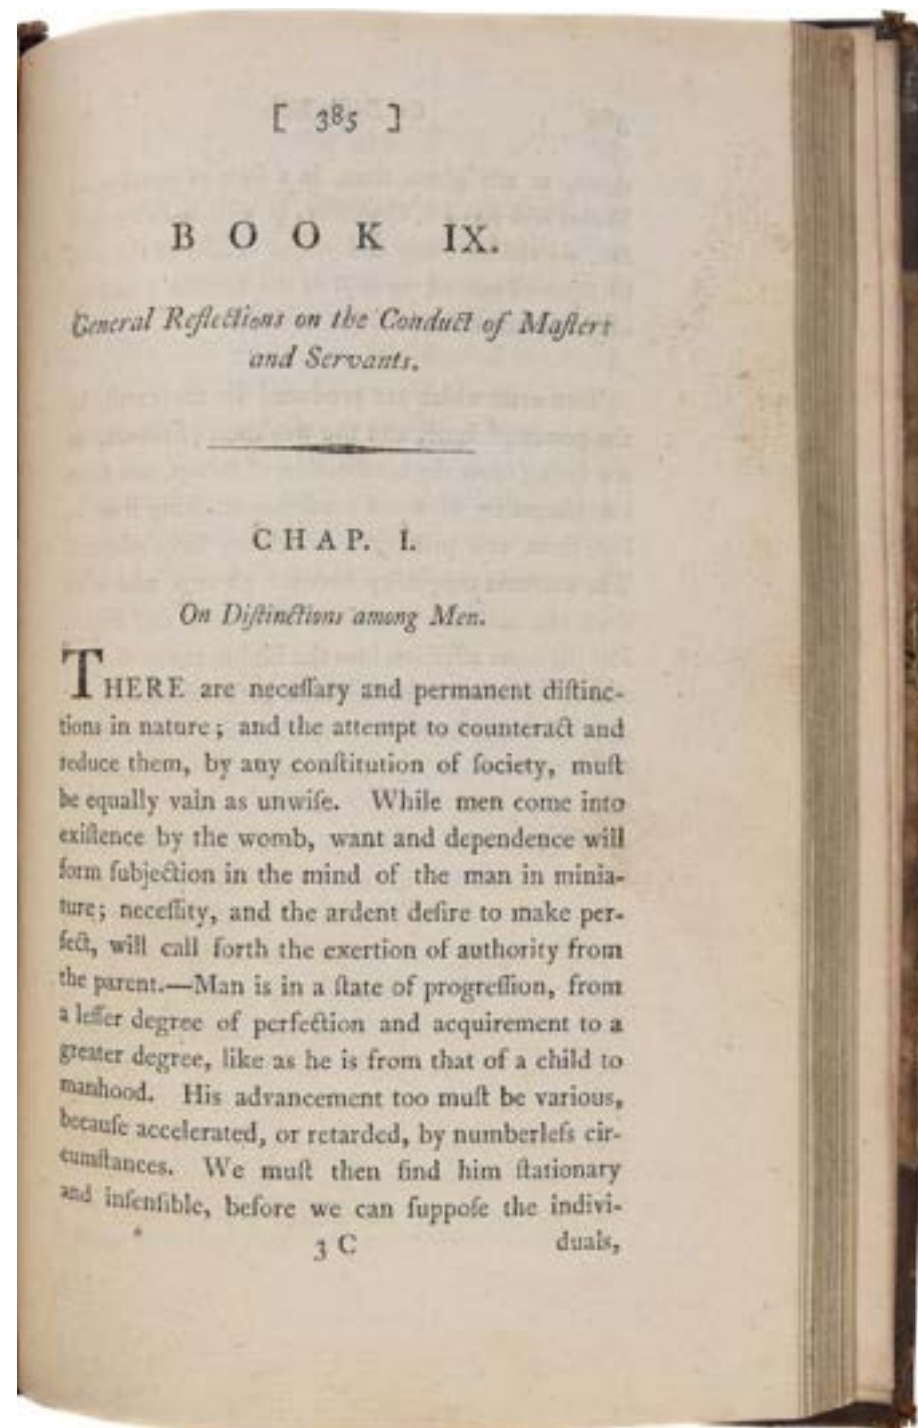 [ 385 ]
BOOK IX.
General Reflections on the Conduct of Maſters
and Servants.
CHAP. I.
On Diſtinctions among Men.
THERE are neceſſary and permanent diſtinc-
tions in nature; and the attempt to counteract and
reduce them, by any conſtitution of ſociety, muſt
be equally vain as unwiſe. While men come into
exiſtence by the womb, want and dependence will
form ſubjection in the mind of the man in minia-
ture; neceſſity, and the ardent deſire to make per-
fect, will call forth the exertion of authority from
the parent.—Man is in a ſtate of progreſſion, from
a leſſer degree of perfection and acquirement to a
greater degree, like as he is from that of a child to
manhood. His advancement too muſt be various,
becauſe accelerated, or retarded, by numberleſs cir-
cumſtances. We muſt then find him ſtationary
and inſenſible, before we can ſuppoſe the indivi-
3 C duals,